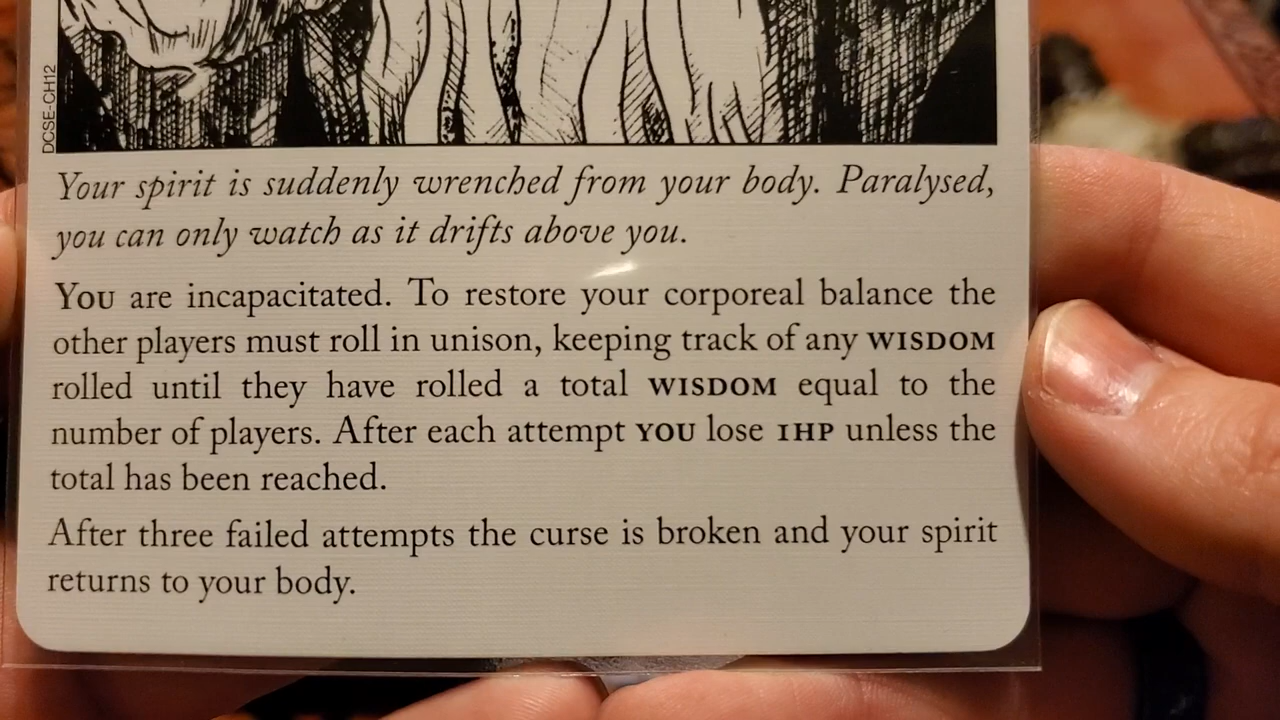 DCSE-CH12
Your spirit is suddenly wrenched from your body. Paralysed,
you can only watch as it drifts above you.
YOU are incapacitated. To restore your corporeal balance the
other players must roll in unison, keeping track of any WISDOM
rolled until they have rolled a total WISDOM equal to the
number of players. After each attempt YOU lose 1HP unless the
total has been reached.
After three failed attempts the curse is broken and your spirit
returns to your body.